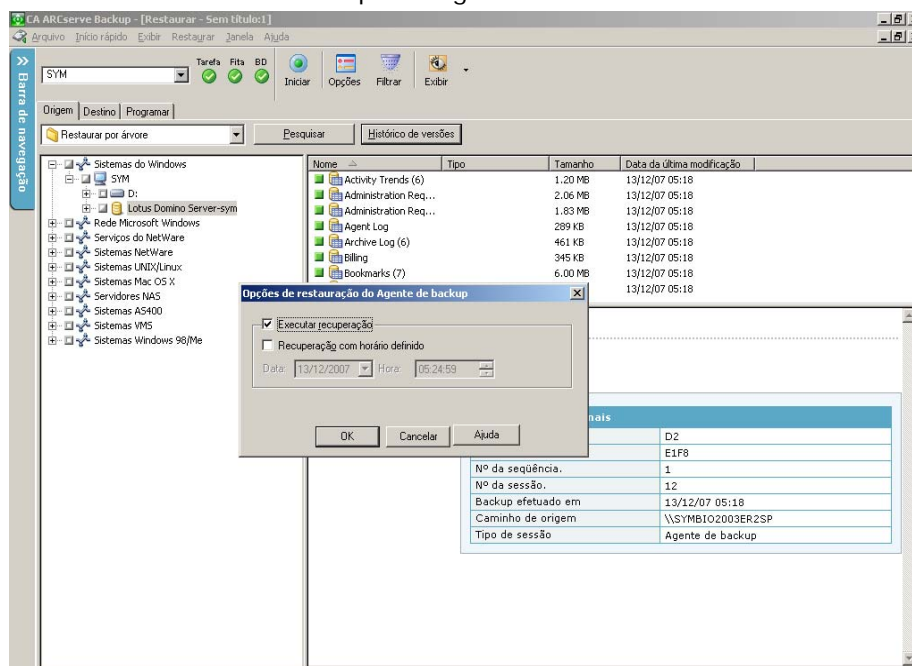 CA ARCserve Backup - [Restaurar - Sem título:1]
Arquivo Início rápido Exibir Restaurar Janela Ajuda
Barra de navegação
SYM
Tarefa Fita BD
Iniciar Opções Filtrar Exibir
Origem Destino Programar
Restaurar por árvore Pesquisar Histórico de versões
Sistemas do Windows
SYM
D:
Lotus Domino Server-sym
Rede Microsoft Windows
Serviços do NetWare
Sistemas NetWare
Sistemas UNIX/Linux
Sistemas Mac OS X
Servidores NAS
Sistemas AS400
Sistemas VMS
Sistemas Windows 98/Me
Nome Tipo Tamanho Data da última modificação
Activity Trends (6) 1.20 MB 13/12/07 05:18
Administration Req... 2.06 MB 13/12/07 05:18
Administration Req... 1.83 MB 13/12/07 05:18
Agent Log 289 KB 13/12/07 05:18
Archive Log (6) 461 KB 13/12/07 05:18
Billing 345 KB 13/12/07 05:18
Bookmarks (7) 6.00 MB 13/12/07 05:18
13/12/07 05:18
Opções de restauração do Agente de backup
Executar recuperação
Recuperação com horário definido
Data: 13/12/2007 Hora: 05:24:59
OK Cancelar Ajuda
nais
D2
E1F8
Nº da seqüência. 1
Nº da sessão. 12
Backup efetuado em 13/12/07 05:18
Caminho de origem \\SYMBIO2003ER2SP
Tipo de sessão Agente de backup